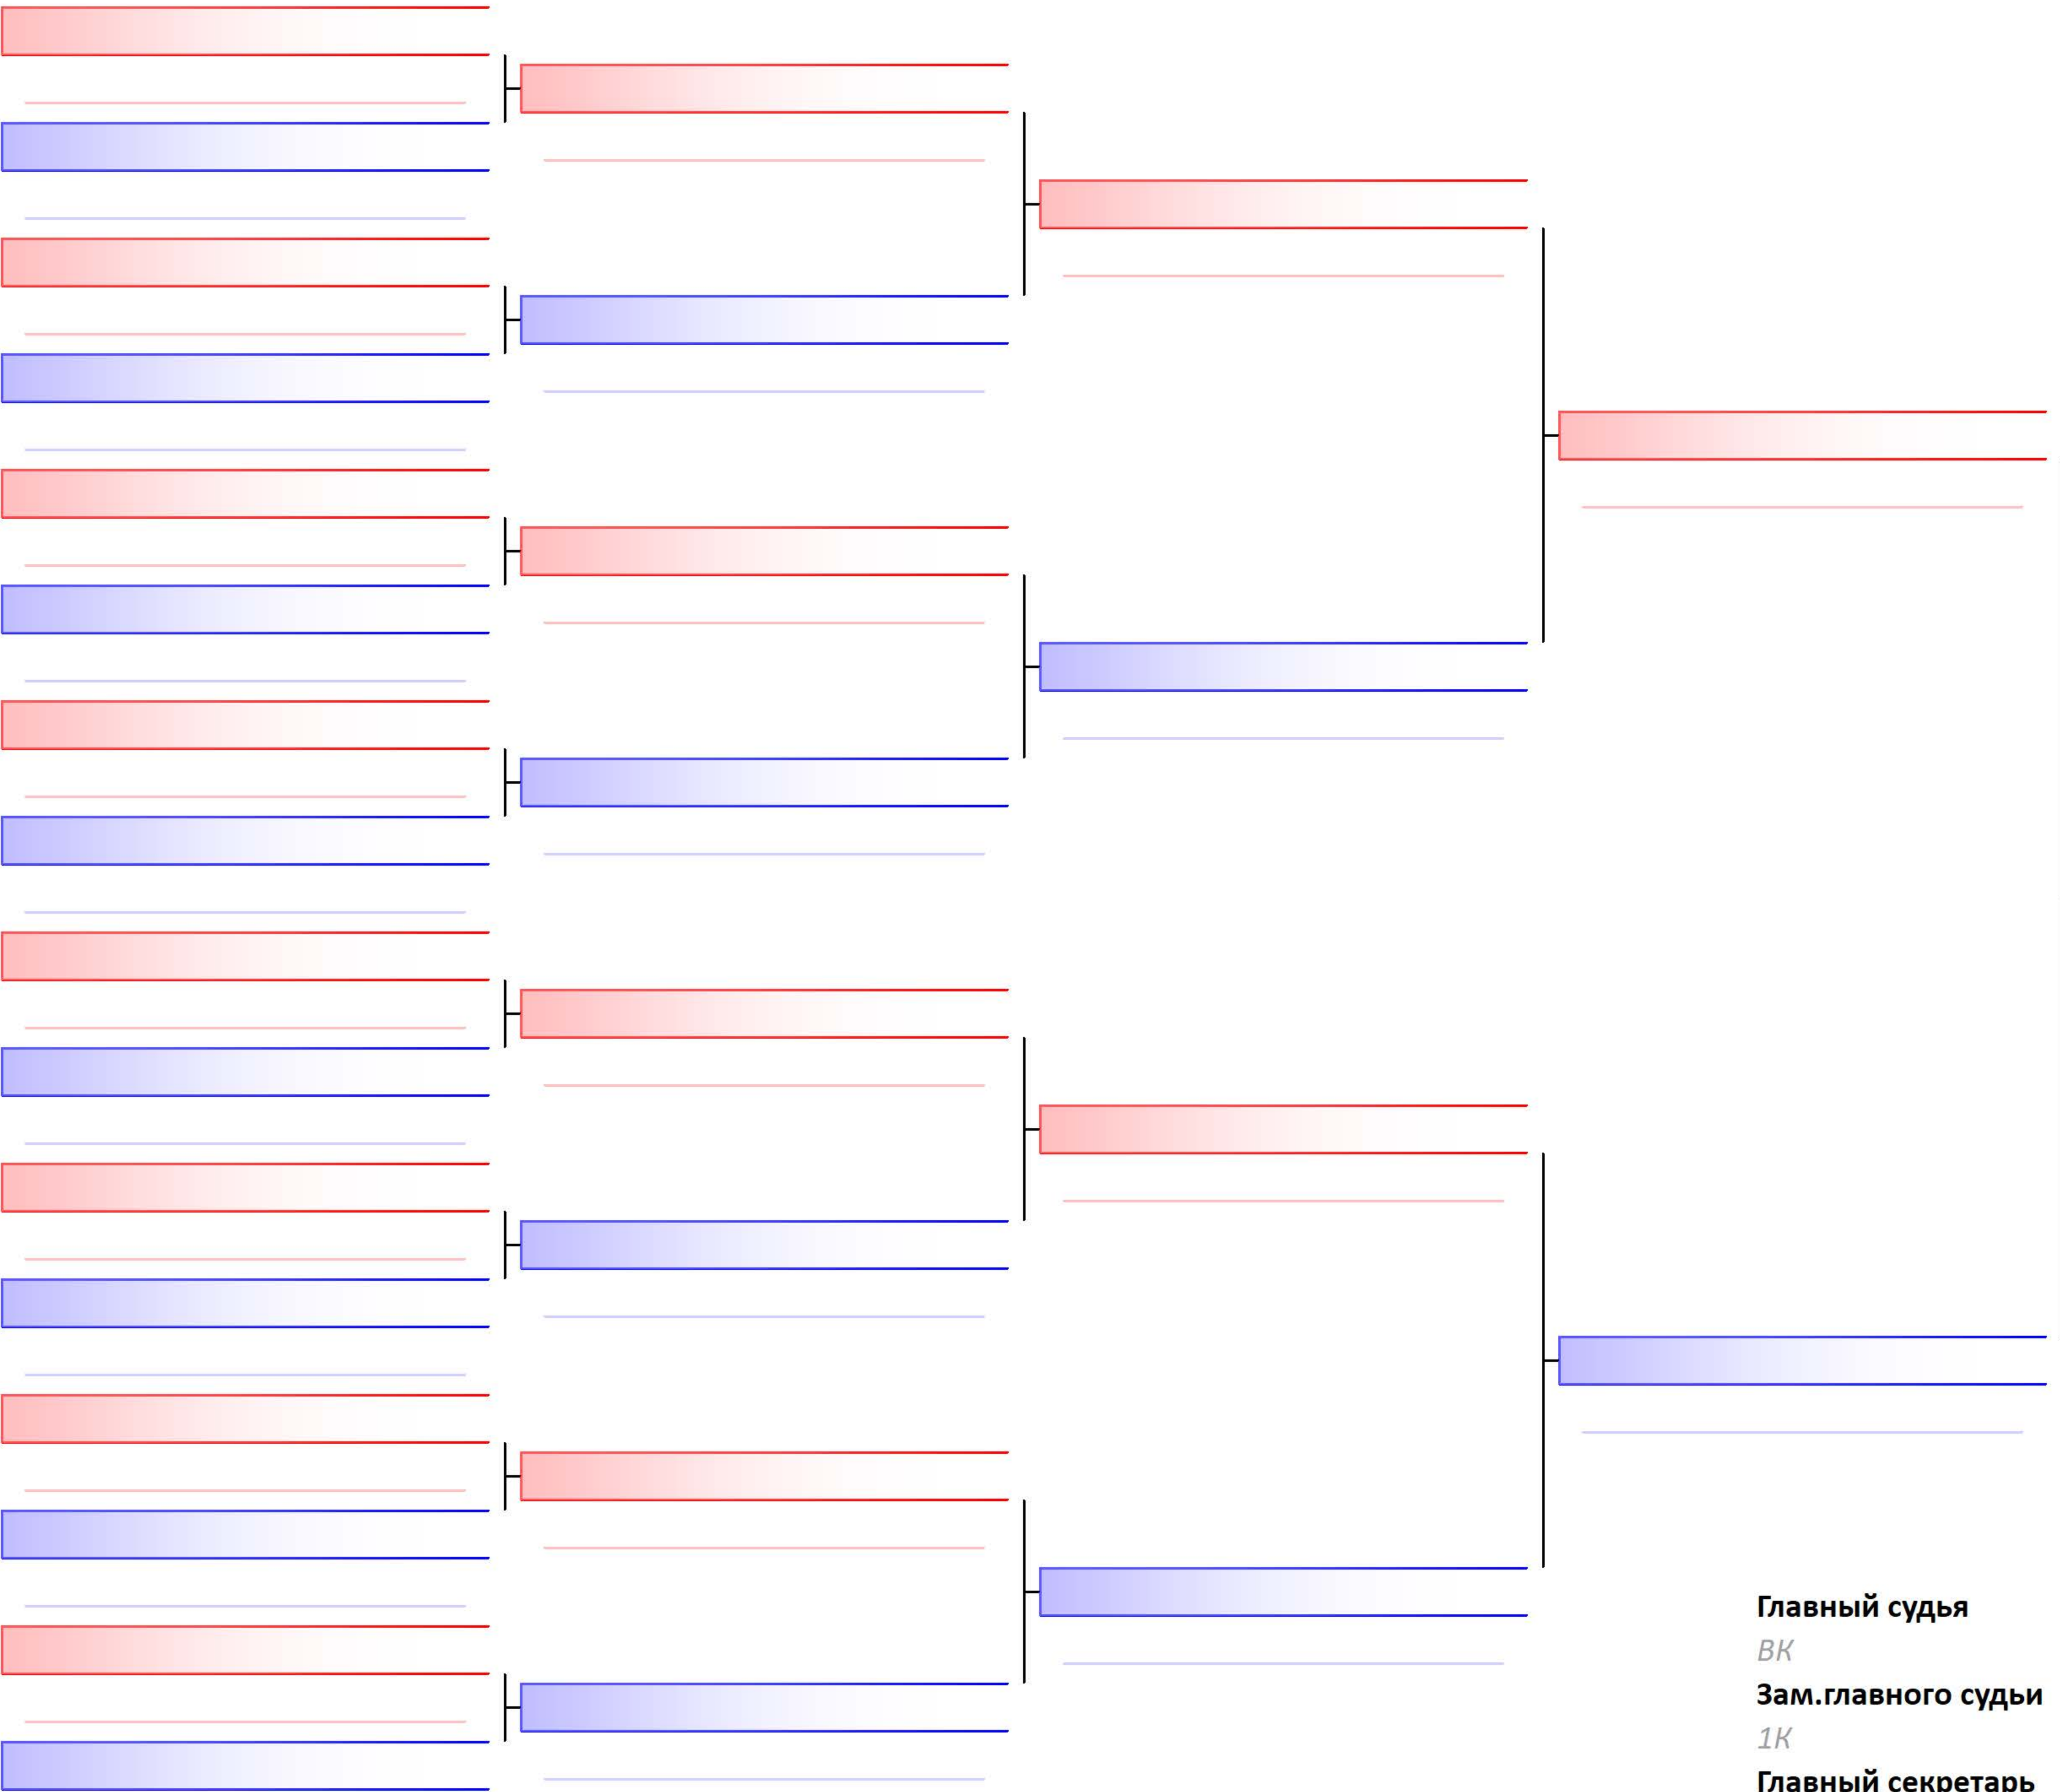 Главный судья
ВК
Зам.главного судьи
1К
Главный секретарь